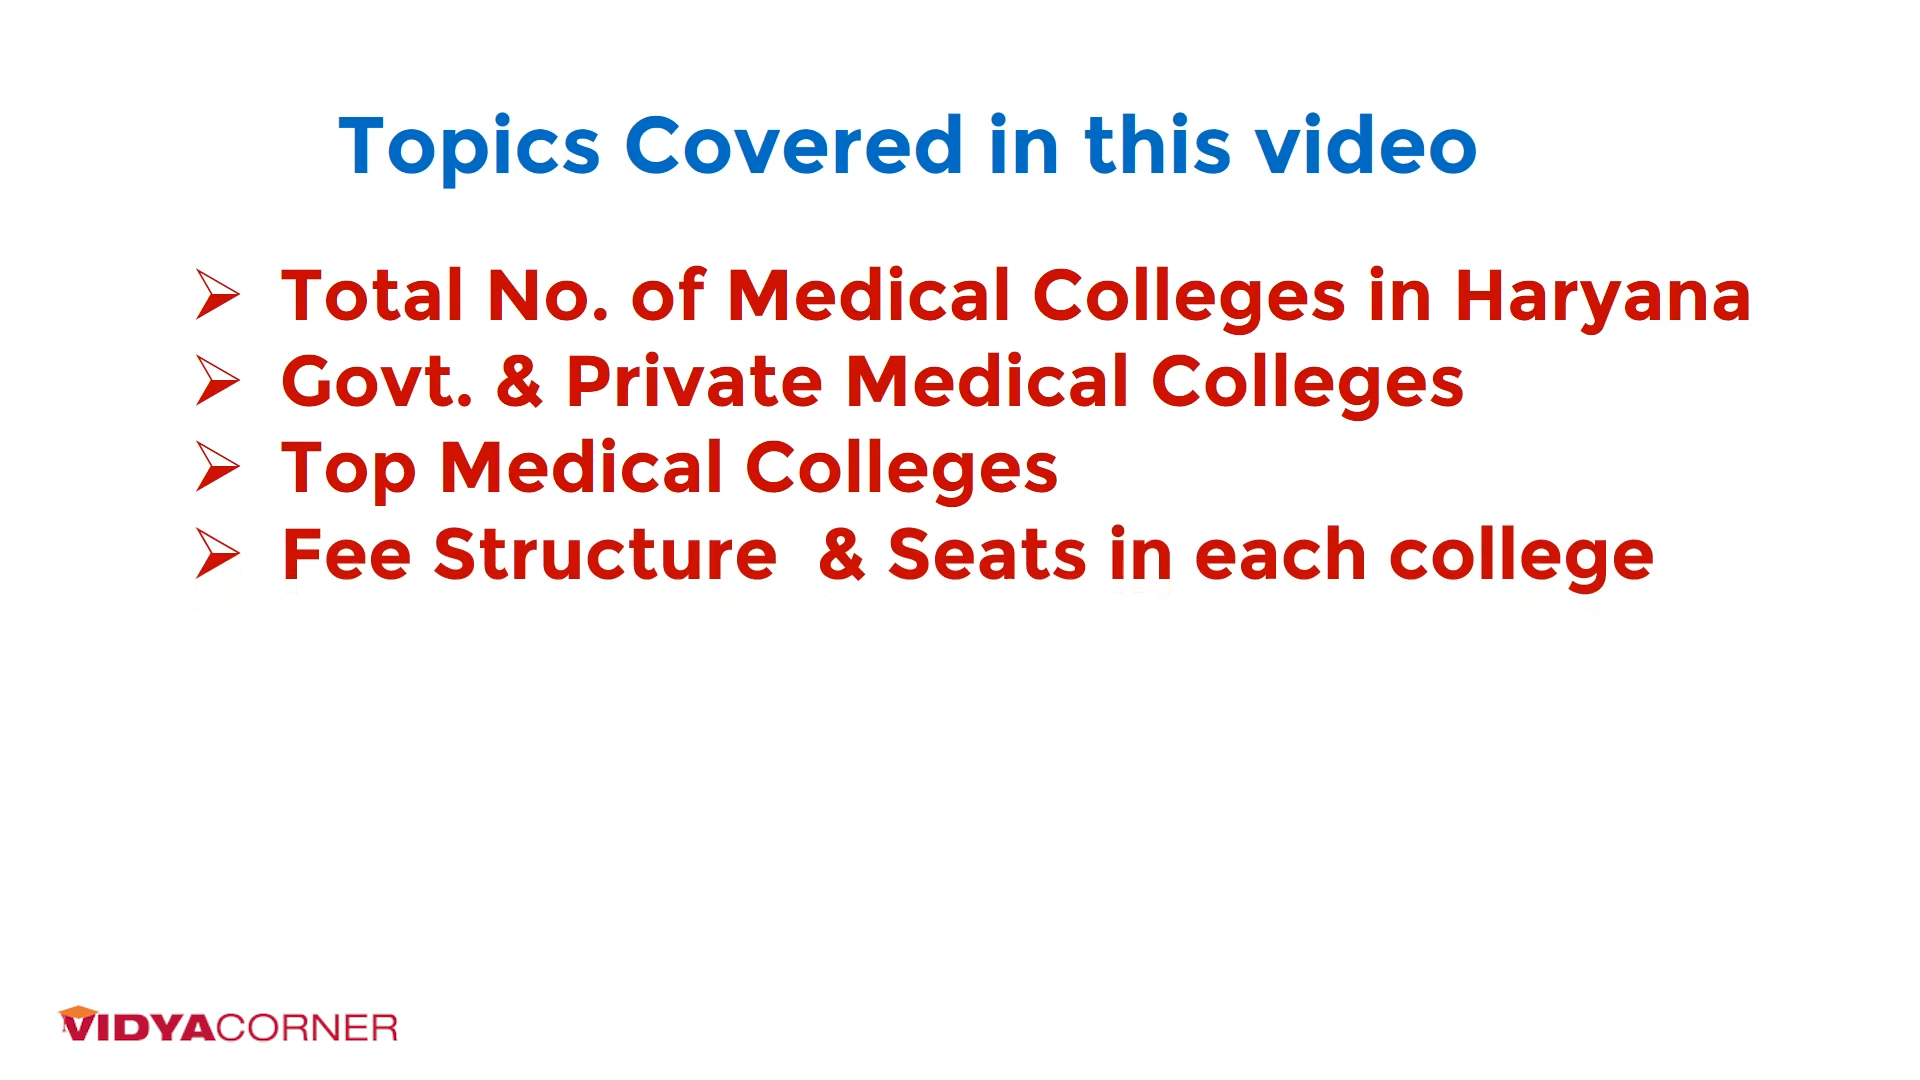 Topics Covered in this video
➢ Total No. of Medical Colleges in Haryana
➢ Govt. & Private Medical Colleges
➢ Top Medical Colleges
➢ Fee Structure & Seats in each college
VIDYACORNER